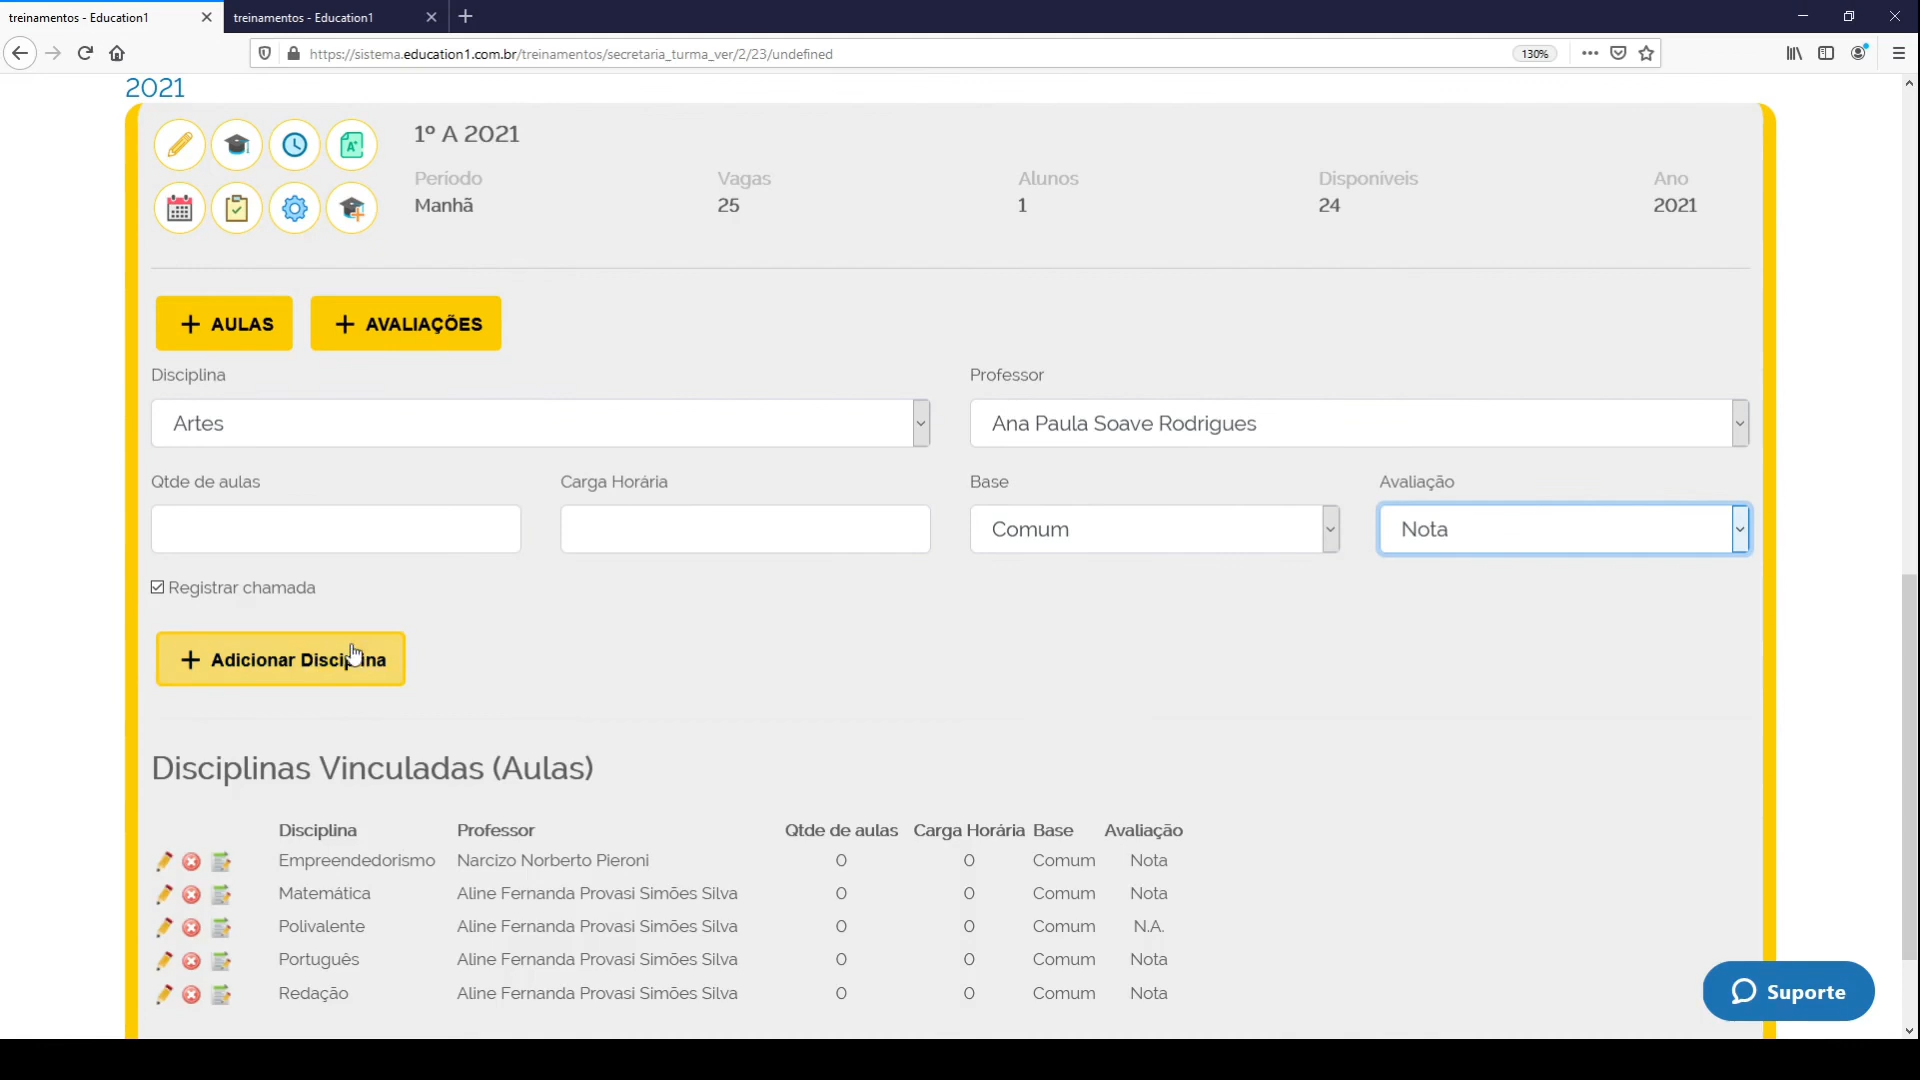 treinamentos - Education1
treinamentos - Education1
https://sistema.education1.com.br/treinamentos/secretaria_turma_ver/2/23/undefined
130%
2021
1º A 2021
Período Vagas Alunos Disponíveis Ano
Manhã 25 1 24 2021
+ AULAS + AVALIAÇÕES
Disciplina Professor
Artes Ana Paula Soave Rodrigues
Qtde de aulas Carga Horária Base Avaliação
Comum Nota
Registrar chamada
+ Adicionar Disciplina
Disciplinas Vinculadas (Aulas)
Disciplina Professor Qtde de aulas Carga Horária Base Avaliação
Empreendedorismo Narcizo Norberto Pieroni 0 0 Comum Nota
Matemática Aline Fernanda Provasi Simões Silva 0 0 Comum Nota
Polivalente Aline Fernanda Provasi Simões Silva 0 0 Comum N.A.
Português Aline Fernanda Provasi Simões Silva 0 0 Comum Nota
Redação Aline Fernanda Provasi Simões Silva 0 0 Comum Nota
Suporte